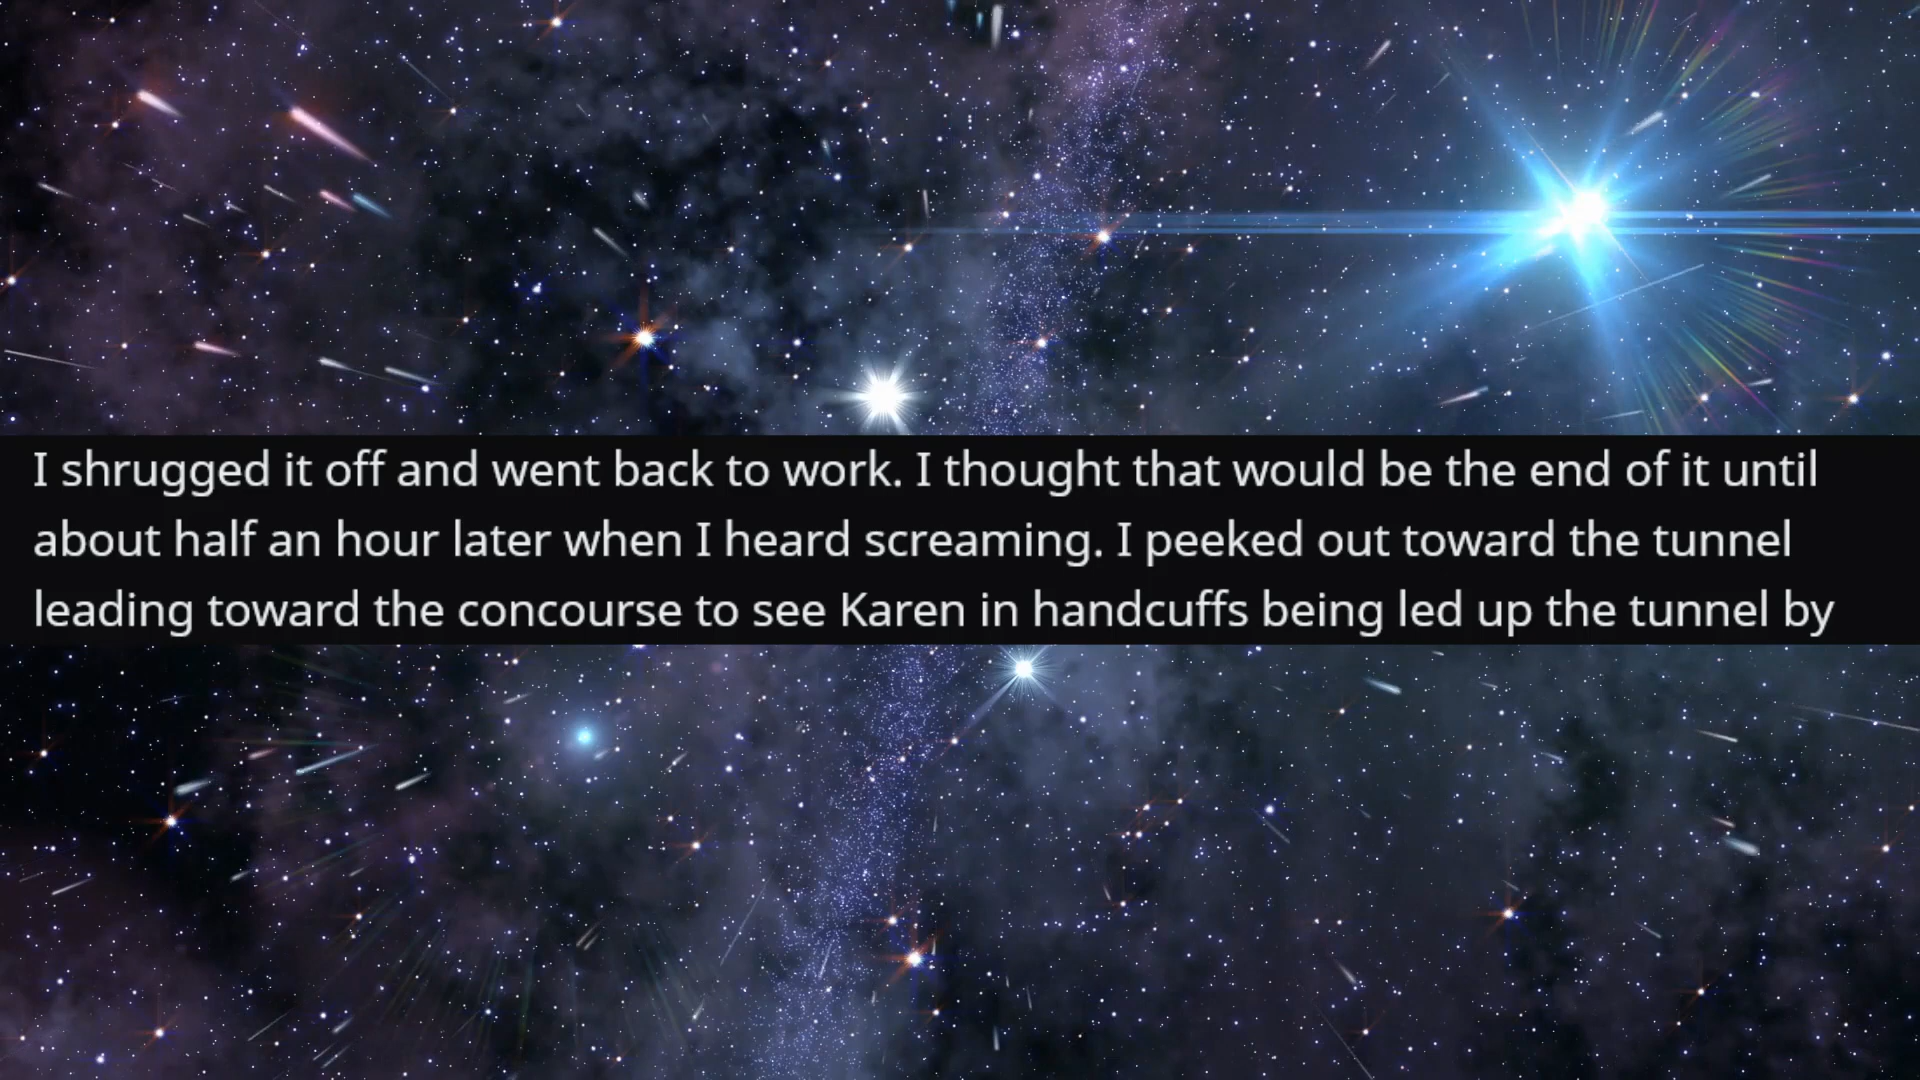 I shrugged it off and went back to work. I thought that would be the end of it until
about half an hour later when I heard screaming. I peeked out toward the tunnel
leading toward the concourse to see Karen in handcuffs being led up the tunnel by